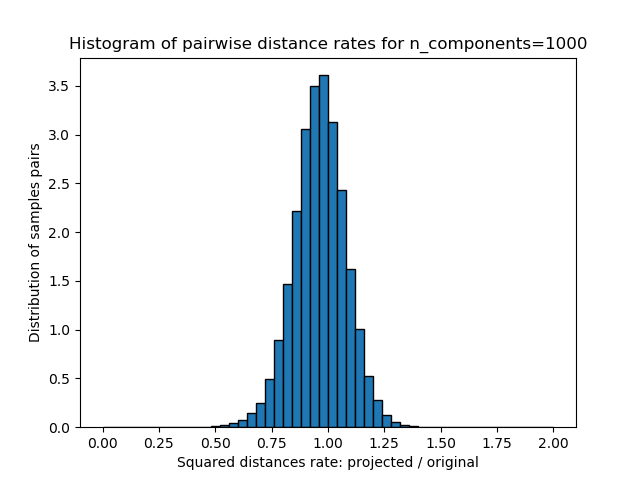 Histogram of pairwise distance rates for n_components=1000
Distribution of samples pairs
3.5
3.0
2.5
2.0
1.5
1.0
0.5
0.0
0.00 0.25 0.50 0.75 1.00 1.25 1.50 1.75 2.00
Squared distances rate: projected / original